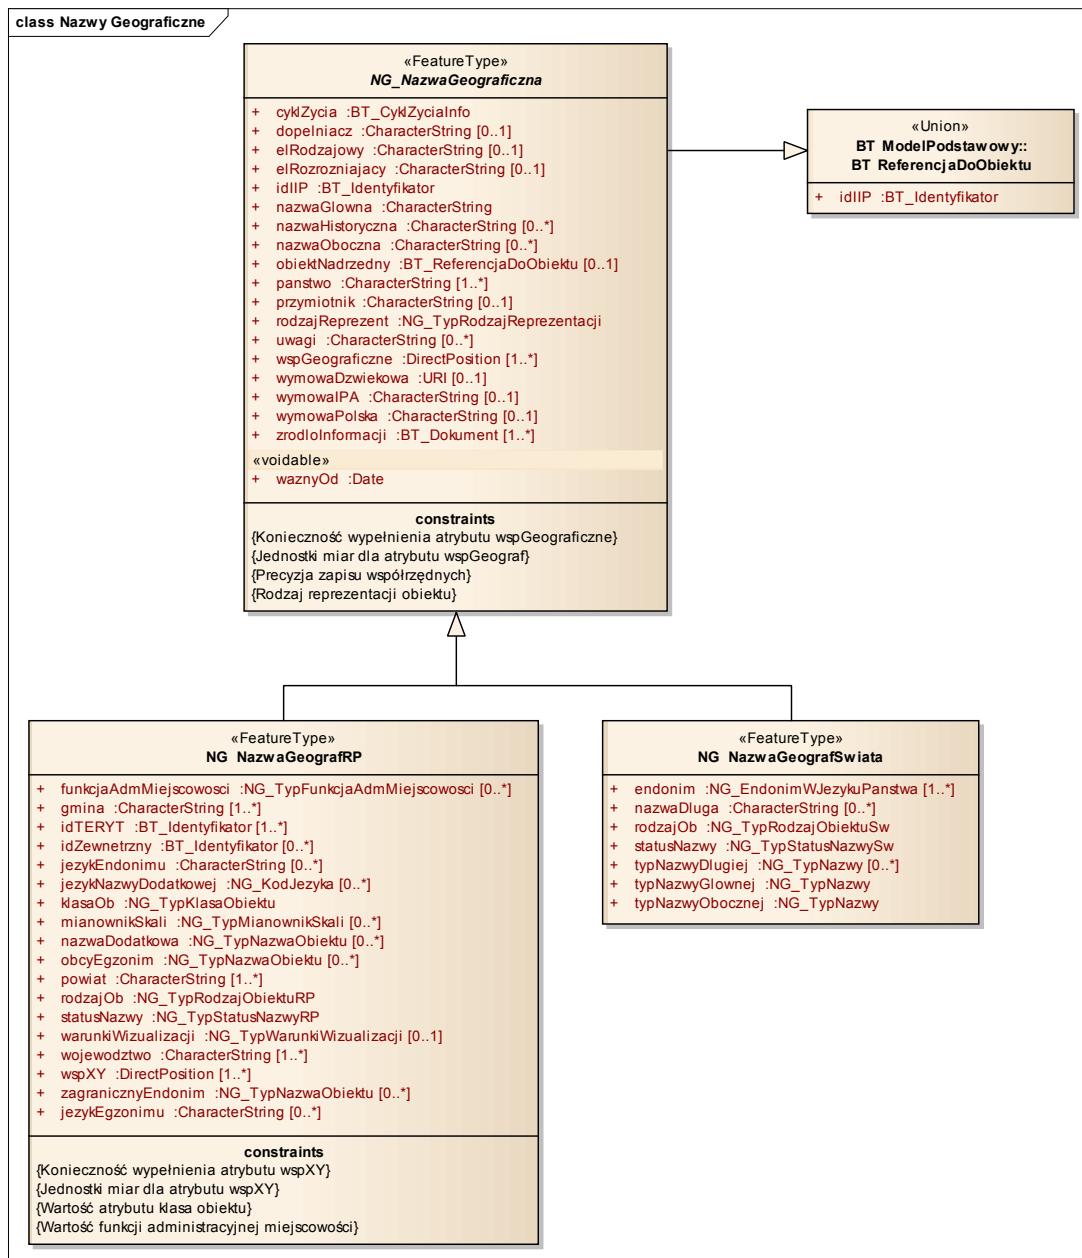 class Nazwy Geograficzne
«FeatureType»
NG_NazwaGeograficzna
+ cyklZycia :BT_CyklZyciaInfo
+ dopelniacz :CharacterString [0..1]
+ elRodzajowy :CharacterString [0..1]
+ elRozrozniajacy :CharacterString [0..1]
+ idIIP :BT_Identyfikator
+ nazwaGlowna :CharacterString
+ nazwaHistoryczna :CharacterString [0..*]
+ nazwaOboczna :CharacterString [0..*]
+ obiektNadrzedny :BT_ReferencjaDoObiektu [0..1]
+ panstwo :CharacterString [1..*]
+ przymiotnik :CharacterString [0..1]
+ rodzajReprezent :NG_TypRodzajReprezentacji
+ uwagi :CharacterString [0..*]
+ wspGeograficzne :DirectPosition [1..*]
+ wymowaDzwiekowa :URI [0..1]
+ wymowaIPA :CharacterString [0..1]
+ wymowaPolska :CharacterString [0..1]
+ zrodloInformacji :BT_Dokument [1..*]
«voidable»
+ waznyOd :Date
constraints
{Konieczność wypełnienia atrybutu wspGeograficzne}
{Jednostki miar dla atrybutu wspGeograf}
{Precyzja zapisu współrzędnych}
{Rodzaj reprezentacji obiektu}
«Union»
BT_ModelPodstawowy::
BT_ReferencjaDoObiektu
+ idIIP :BT_Identyfikator
«FeatureType»
NG_NazwaGeografRP
+ funkcjaAdmMiejscowosci :NG_TypFunkcjaAdmMiejscowosci [0..*]
+ gmina :CharacterString [1..*]
+ idTERYT :BT_Identyfikator [1..*]
+ idZewnetrzny :BT_Identyfikator [0..*]
+ jezykEndonimu :CharacterString [0..*]
+ jezykNazwyDodatkowej :NG_KodJezyka [0..*]
+ klasaOb :NG_TypKlasaObiektu
+ mianownikSkali :NG_TypMianownikSkali [0..*]
+ nazwaDodatkowa :NG_TypNazwaObiektu [0..*]
+ obcyEgzonim :NG_TypNazwaObiektu [0..*]
+ powiat :CharacterString [1..*]
+ rodzajOb :NG_TypRodzajObiektuRP
+ statusNazwy :NG_TypStatusNazwyRP
+ warunkiWizualizacji :NG_TypWarunkiWizualizacji [0..1]
+ wojewodztwo :CharacterString [1..*]
+ wspXY :DirectPosition [1..*]
+ zagranicznyEndonim :NG_TypNazwaObiektu [0..*]
+ jezykEgzonimu :CharacterString [0..*]
constraints
{Konieczność wypełnienia atrybutu wspXY}
{Jednostki miar dla atrybutu wspXY}
{Wartość atrybutu klasa obiektu}
{Wartość funkcji administracyjnej miejscowości}
«FeatureType»
NG_NazwaGeografSwiata
+ endonim :NG_EndonimWJezykuPanstwa [1..*]
+ nazwaDluga :CharacterString [0..*]
+ rodzajOb :NG_TypRodzajObiektuSw
+ statusNazwy :NG_TypStatusNazwySw
+ typNazwyDlugiej :NG_TypNazwy [0..*]
+ typNazwyGlownej :NG_TypNazwy
+ typNazwyObocznej :NG_TypNazwy